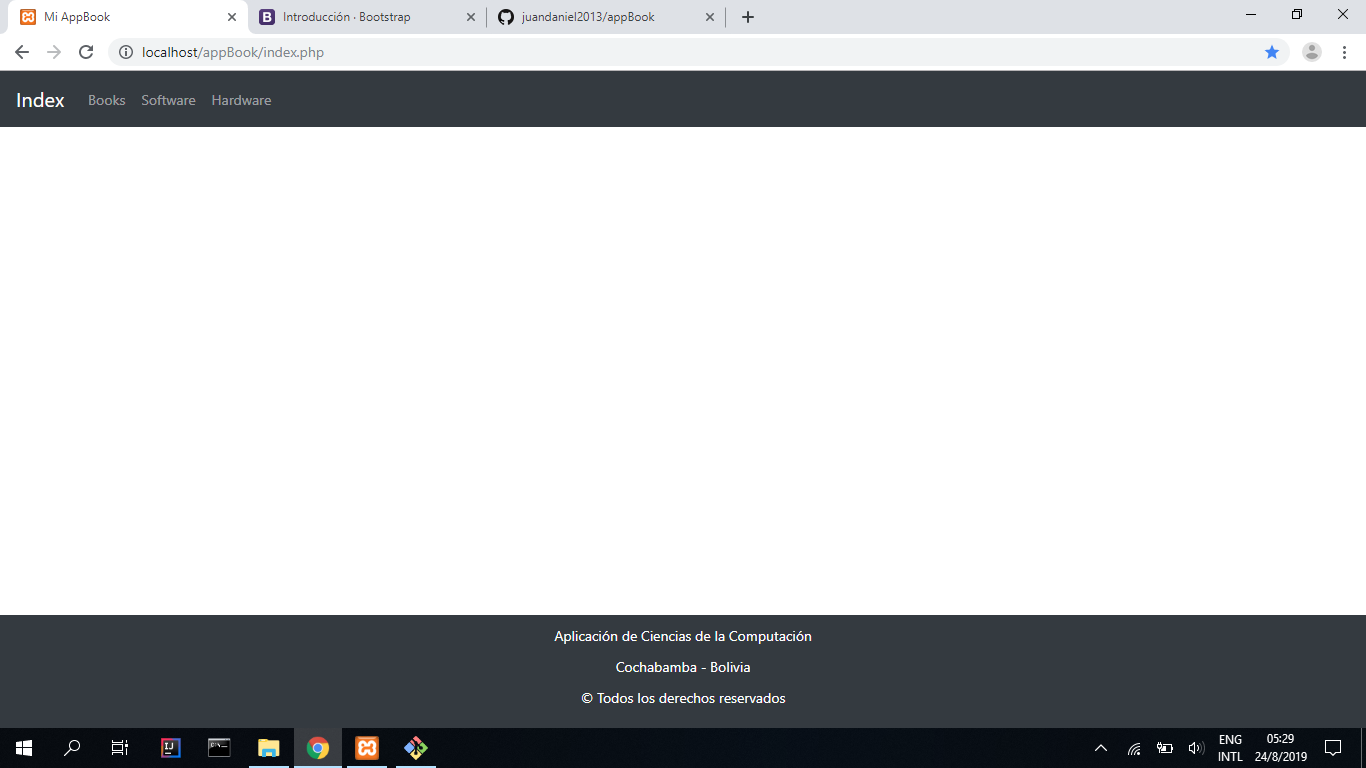 Mi AppBook
Introducción · Bootstrap
juandaniel2013/appBook
localhost/appBook/index.php
Index Books Software Hardware
Aplicación de Ciencias de la Computación
Cochabamba - Bolivia
© Todos los derechos reservados
ENG
INTL
05:29
24/8/2019